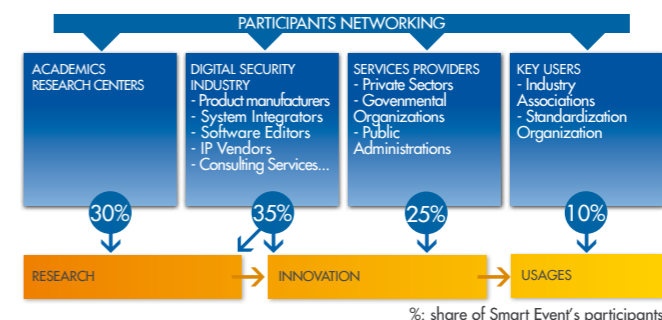 PARTICIPANTS NETWORKING
ACADEMICS
RESEARCH CENTERS
DIGITAL SECURITY
INDUSTRY
- Product manufacturers
- System Integrators
- Software Editors
- IP Vendors
- Consulting Services...
SERVICES PROVIDERS
- Private Sectors
- Govenmental
Organizations
- Public
Administrations
KEY USERS
- Industry
Associations
- Standardization
Organization
30%
35%
25%
10%
RESEARCH
INNOVATION
USAGES
%: share of Smart Event's participants